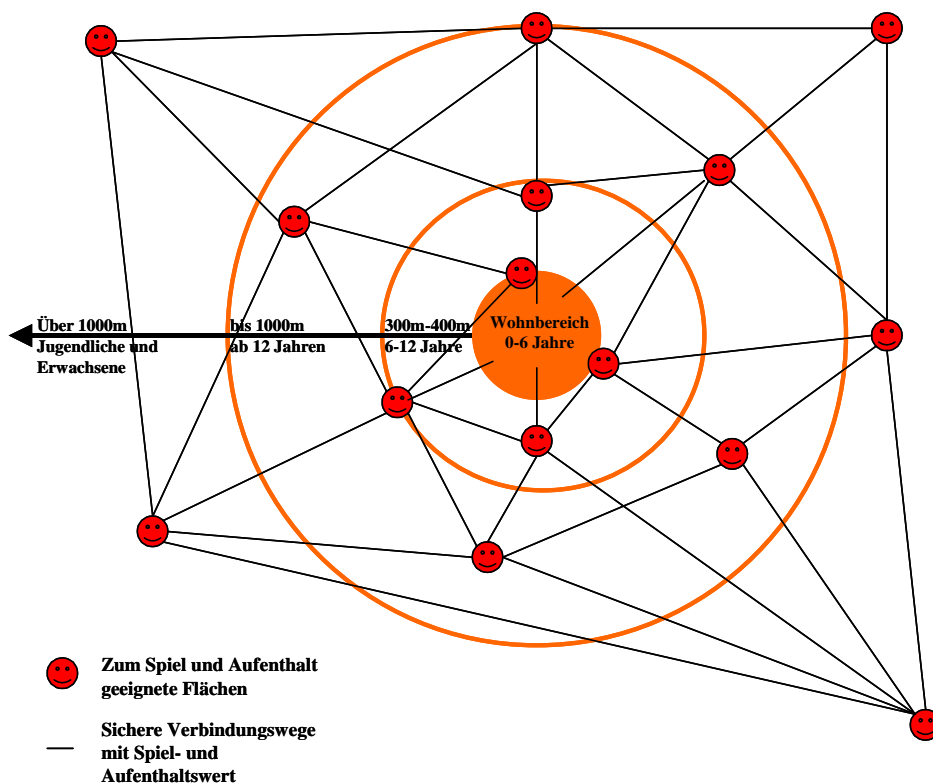 Über 1000m
Jugendliche und
Erwachsene
bis 1000m
ab 12 Jahren
300m-400m
6-12 Jahre
Wohnbereich
0-6 Jahre
Zum Spiel und Aufenthalt
geeignete Flächen
Sichere Verbindungswege
mit Spiel- und
Aufenthaltswert